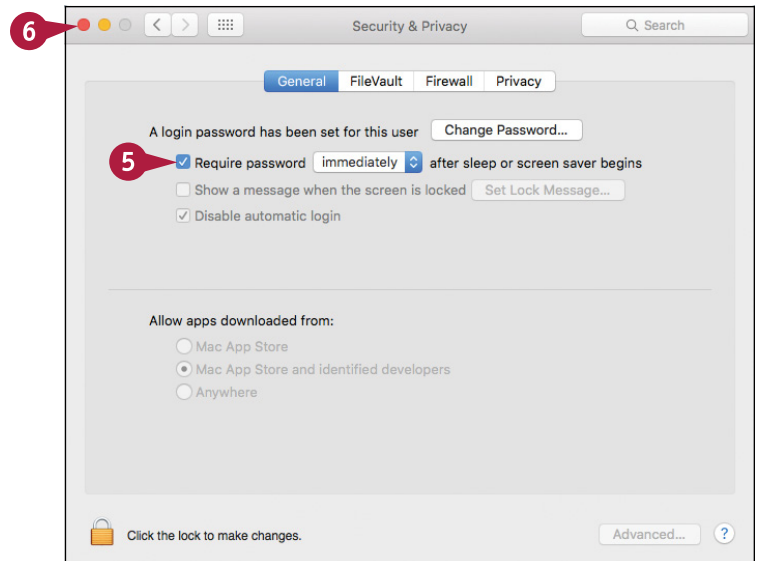 6
Security & Privacy
Search
General FileVault Firewall Privacy
A login password has been set for this user Change Password...
5
Require password immediately after sleep or screen saver begins
Show a message when the screen is locked Set Lock Message...
Disable automatic login
Allow apps downloaded from:
Mac App Store
Mac App Store and identified developers
Anywhere
Click the lock to make changes.
Advanced... ?